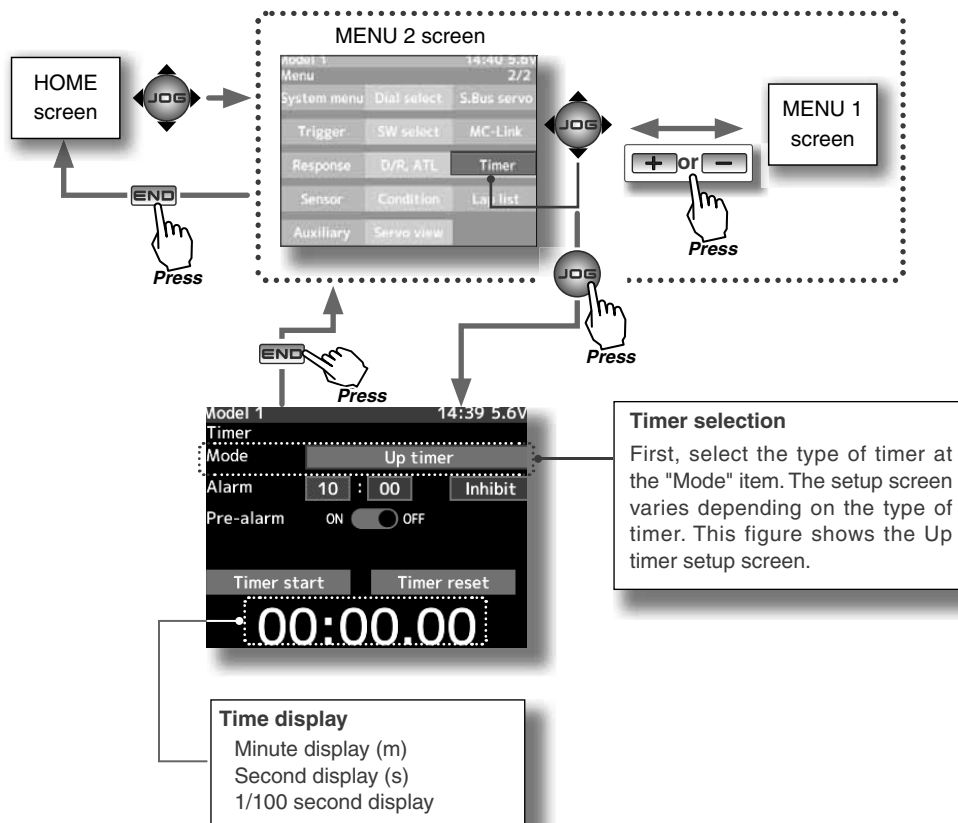 MENU 2 screen
HOME
screen
JOG
Model 1 14:40 5.6V
Menu 2/2
System menu Dial select S.Bus servo
Trigger SW select MC-Link
Response D/R, ATL Timer
Sensor Condition Lap list
Auxiliary Servo view
JOG
+ or -
Press
MENU 1
screen
END
Press
JOG
Press
END
Press
Model 1 14:39 5.6V
Timer
Mode Up timer
Alarm 10 : 00 Inhibit
Pre-alarm ON OFF
Timer start Timer reset
00:00.00
Timer selection
First, select the type of timer at
the "Mode" item. The setup screen
varies depending on the type of
timer. This figure shows the Up
timer setup screen.
Time display
Minute display (m)
Second display (s)
1/100 second display